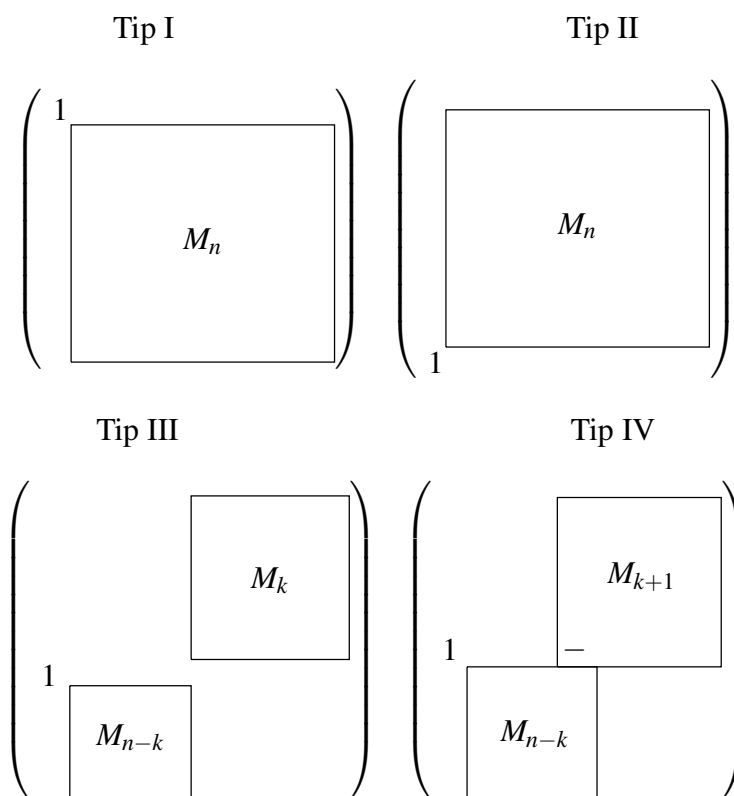 Tip I
Tip II
1
M_n
M_n
1
Tip III
Tip IV
M_k
M_{k+1}
1
1
−
M_{n−k}
M_{n−k}